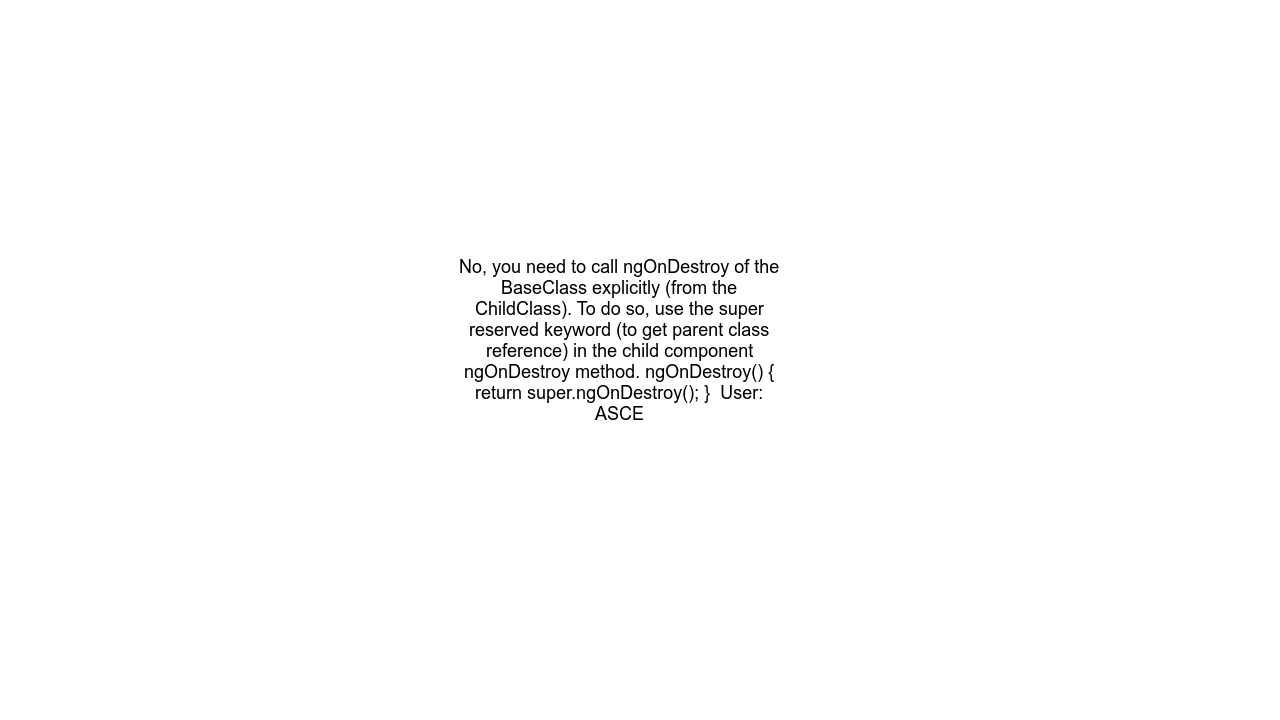 No, you need to call ngOnDestroy of the
BaseClass explicitly (from the
ChildClass). To do so, use the super
reserved keyword (to get parent class
reference) in the child component
ngOnDestroy method. ngOnDestroy() {
return super.ngOnDestroy(); }  User:
ASCE